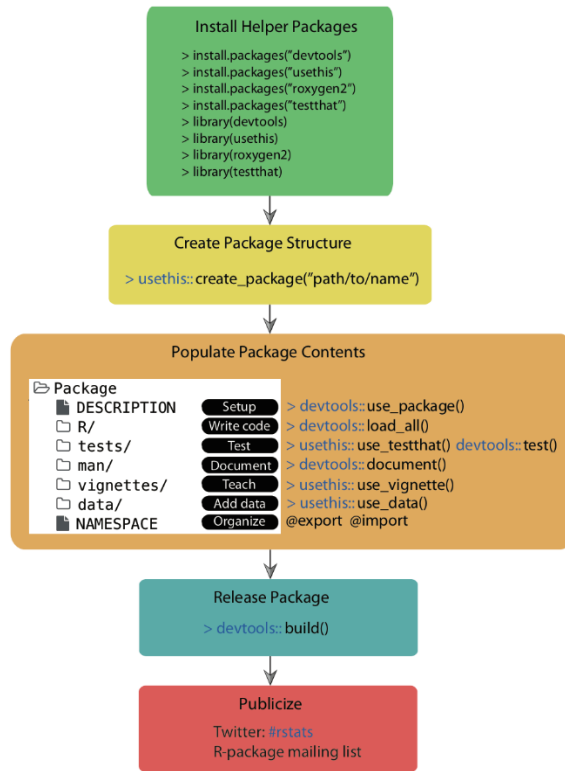 Install Helper Packages
> install.packages("devtools")
> install.packages("usethis")
> install.packages("roxygen2")
> install.packages("testthat")
> library(devtools)
> library(usethis)
> library(roxygen2)
> library(testthat)
Create Package Structure
> usethis::create_package("path/to/name")
Populate Package Contents
Package
DESCRIPTION Setup > devtools::use_package()
R/ Write code > devtools::load_all()
tests/ Test > usethis::use_testthat() devtools::test()
man/ Document > devtools::document()
vignettes/ Teach > usethis::use_vignette()
data/ Add data > usethis::use_data()
NAMESPACE Organize @export @import
Release Package
> devtools::build()
Publicize
Twitter: #rstats
R-package mailing list